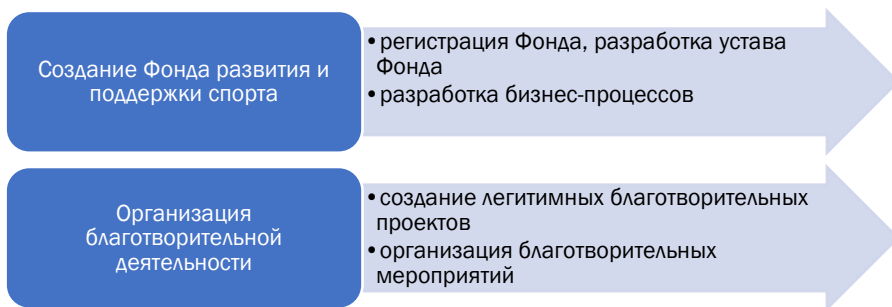 Создание Фонда развития и
поддержки спорта
• регистрация Фонда, разработка устава
Фонда
• разработка бизнес-процессов
Организация
благотворительной
деятельности
• создание легитимных благотворительных
проектов
• организация благотворительных
мероприятий